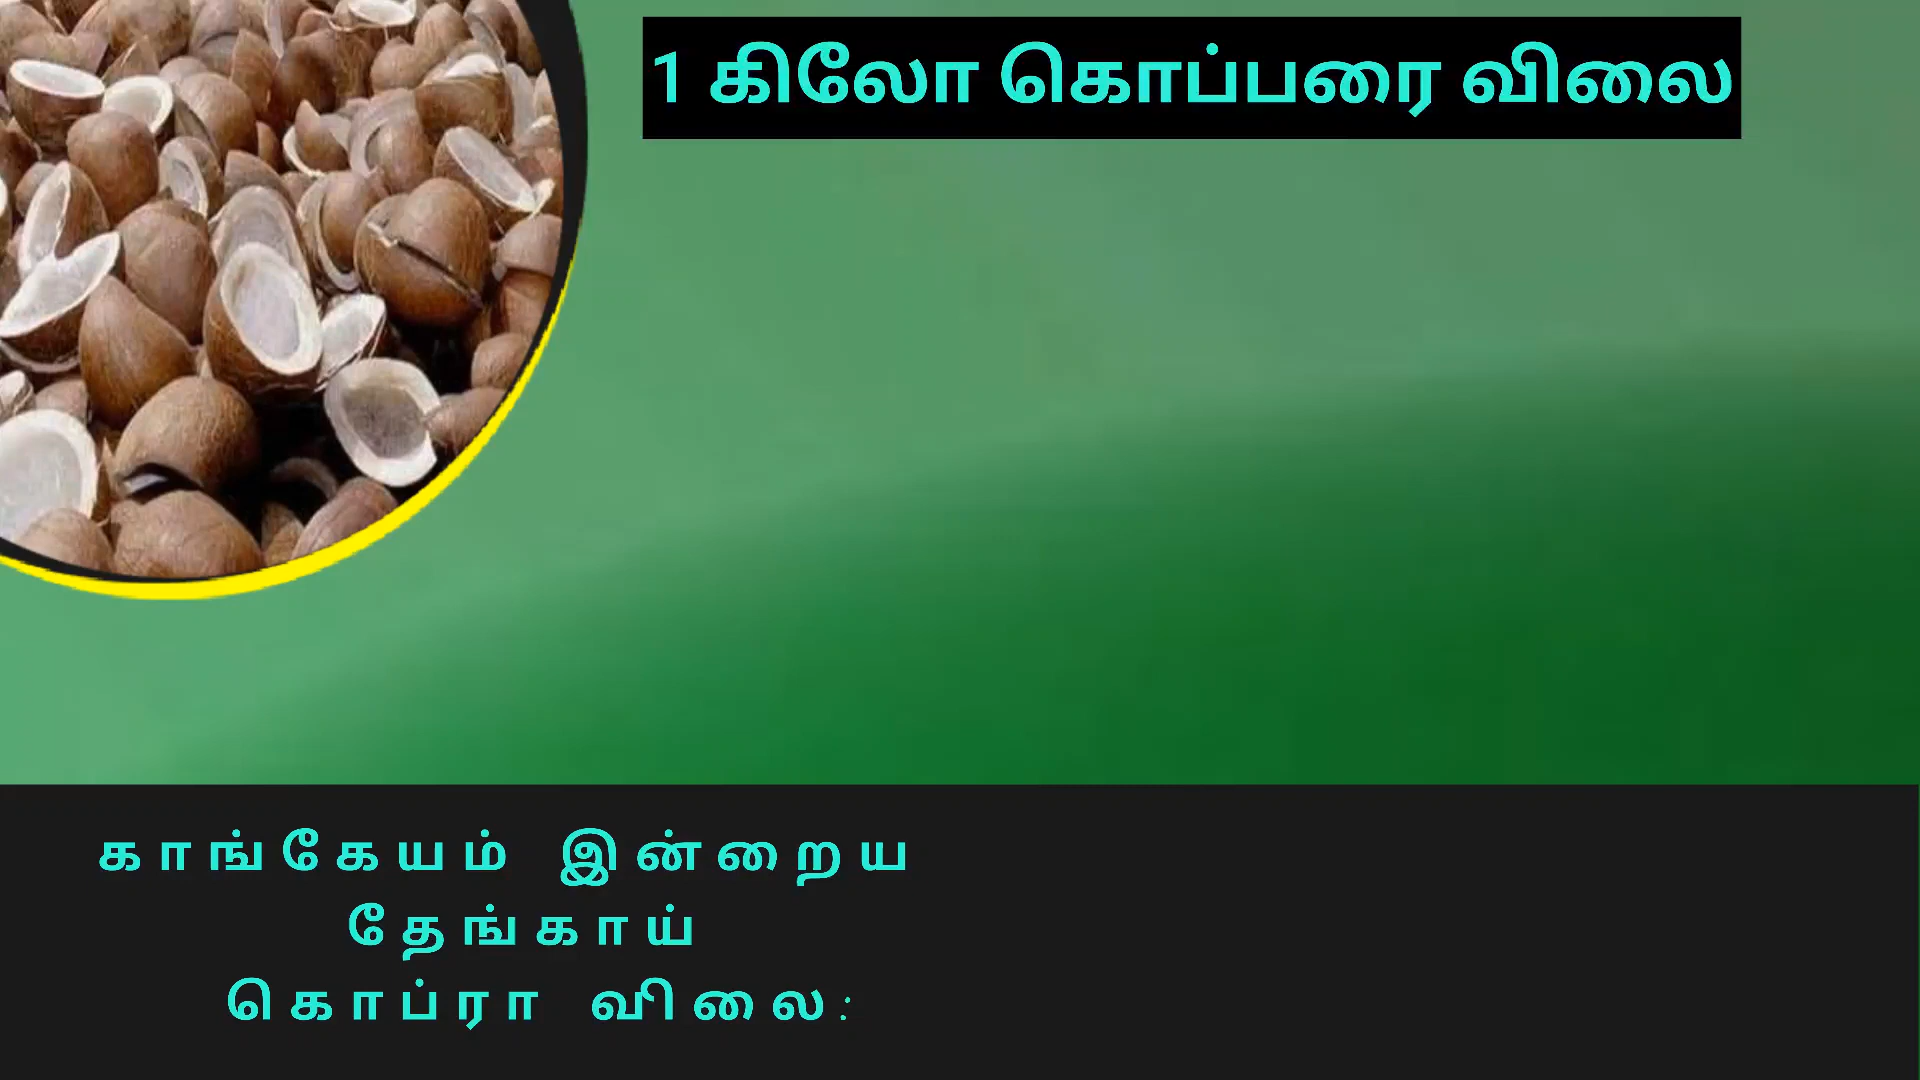 1 கிலோ கொப்பரை விலை
காங்கேயம் இன்றைய
தேங்காய்
கொப்ரா விலை: